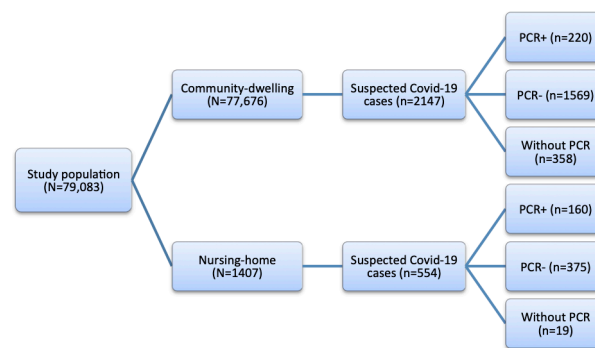 Study population
(N=79,083)
Community-dwelling
(N=77,676)
Suspected Covid-19
cases (n=2147)
PCR+ (n=220)
PCR- (n=1569)
Without PCR
(n=358)
Nursing-home
(N=1407)
Suspected Covid-19
cases (n=554)
PCR+ (n=160)
PCR- (n=375)
Without PCR
(n=19)